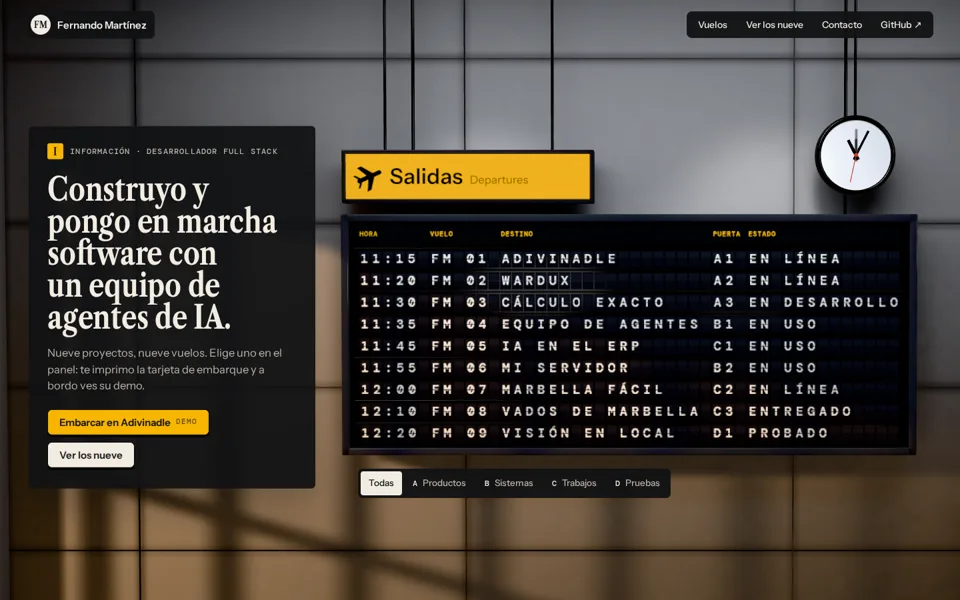 FM Fernando Martínez
Vuelos Ver los nueve Contacto GitHub ↗
I INFORMACIÓN · DESARROLLADOR FULL STACK
Construyo y
pongo en marcha
software con
un equipo de
agentes de IA.
Nueve proyectos, nueve vuelos. Elige uno en el
panel: te imprimo la tarjeta de embarque y a
bordo ves su demo.
Embarcar en Adivinadle DEMO
Ver los nueve
Salidas Departures
HORA VUELO DESTINO PUERTA ESTADO
11:15 FM 01 ADIVINADLE A1 EN LÍNEA
11:20 FM 02 WARDUX A2 EN LÍNEA
11:30 FM 03 CÁLCULO EXACTO A3 EN DESARROLLO
11:35 FM 04 EQUIPO DE AGENTES B1 EN USO
11:45 FM 05 IA EN EL ERP C1 EN USO
11:55 FM 06 MI SERVIDOR B2 EN USO
12:00 FM 07 MARBELLA FÁCIL C2 EN LÍNEA
12:10 FM 08 VADOS DE MARBELLA C3 ENTREGADO
12:20 FM 09 VISIÓN EN LOCAL D1 PROBADO
Todas A Productos B Sistemas C Trabajos D Pruebas